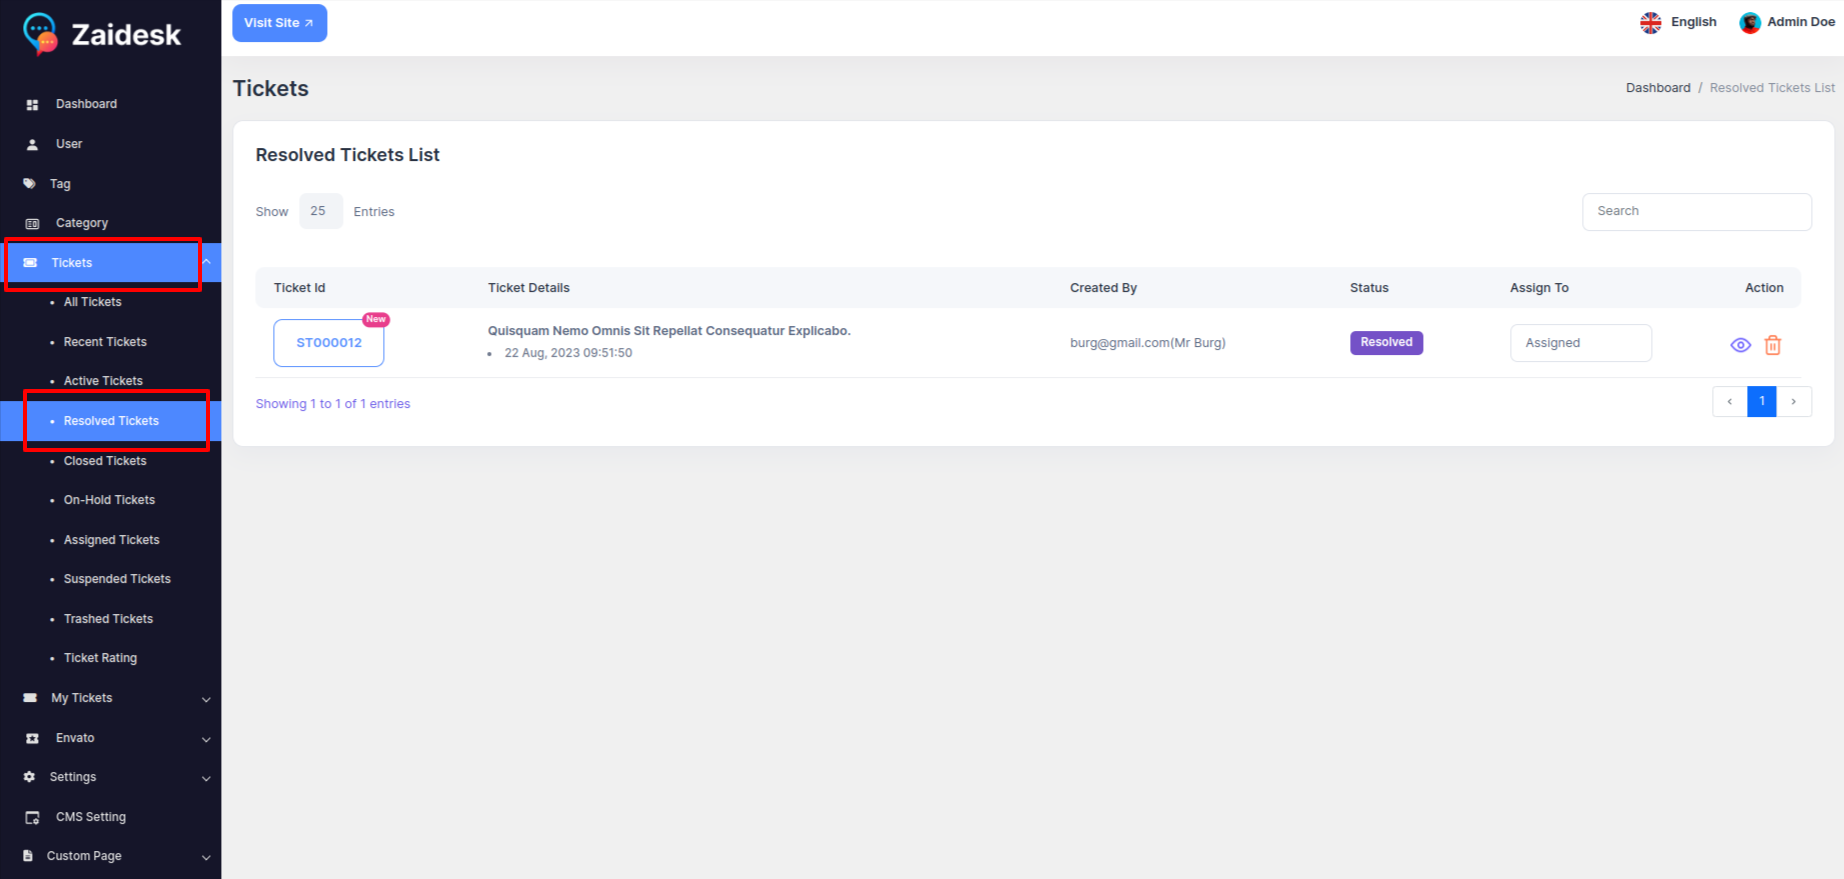 Zaidesk
Visit Site
English
Admin Doe
Dashboard
User
Tag
Category
Tickets
All Tickets
Recent Tickets
Active Tickets
Resolved Tickets
Closed Tickets
On-Hold Tickets
Assigned Tickets
Suspended Tickets
Trashed Tickets
Ticket Rating
My Tickets
Envato
Settings
CMS Setting
Custom Page
Tickets
Dashboard / Resolved Tickets List
Resolved Tickets List
Show 25 Entries
Search
Ticket Id Ticket Details Created By Status Assign To Action
New
ST000012
Quisquam Nemo Omnis Sit Repellat Consequatur Explicabo.
22 Aug, 2023 09:51:50
burg@gmail.com(Mr Burg)
Resolved
Assigned
Showing 1 to 1 of 1 entries
‹ 1 ›